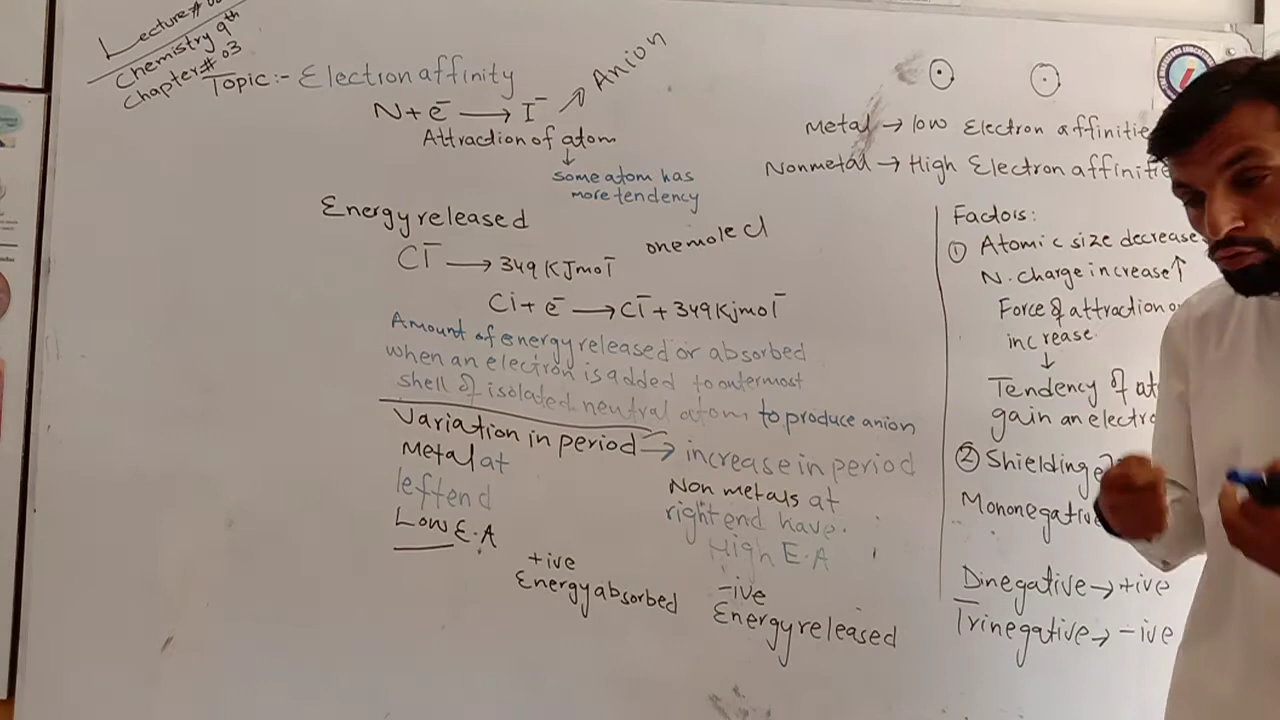 Lecture #
Chemistry 9th
Chapter # 03
Topic:- Electron affinity
N + e⁻ → I⁻ ↗ Anion
Attraction of atom
↓
some atom has
more tendency
Energy released
one mole Cl
Cl⁻ → 349 KJmol⁻
Cl + e⁻ → Cl⁻ + 349 Kjmol⁻
Amount of energy released or absorbed
when an electron is added to outermost
shell of isolated neutral atom to produce anion
Variation in period → increase in period
Metal at
left end
Low E.A
Non metals at
right end have
High E.A
+ive
Energy absorbed
-ive
Energy released
Metal → low Electron affinitie
Nonmetal → High Electron affinitie
Factors:
① Atomic size decrease
N. charge increase ↑
Force of attraction
increase
↓
Tendency of at
gain an electro
② Shielding
Mononegative
Dinegative → +ive
Trinegative → -ive